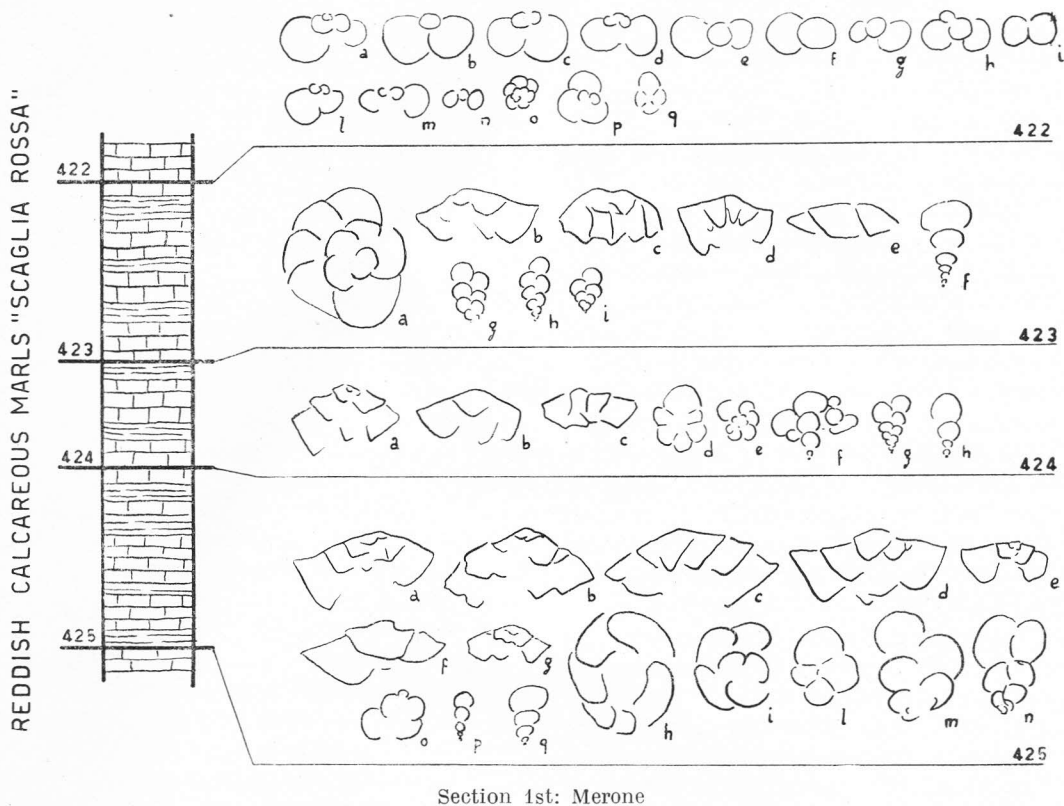 REDDISH CALCAREOUS MARLS "SCAGLIA ROSSA"
a b c d e f g h i
l m n o p q
422
422
a b c d e f
g h i
423
423
a b c d e f g h
424
424
a b c d e
f g h i l m n
o p q
425
425
Section 1st: Merone